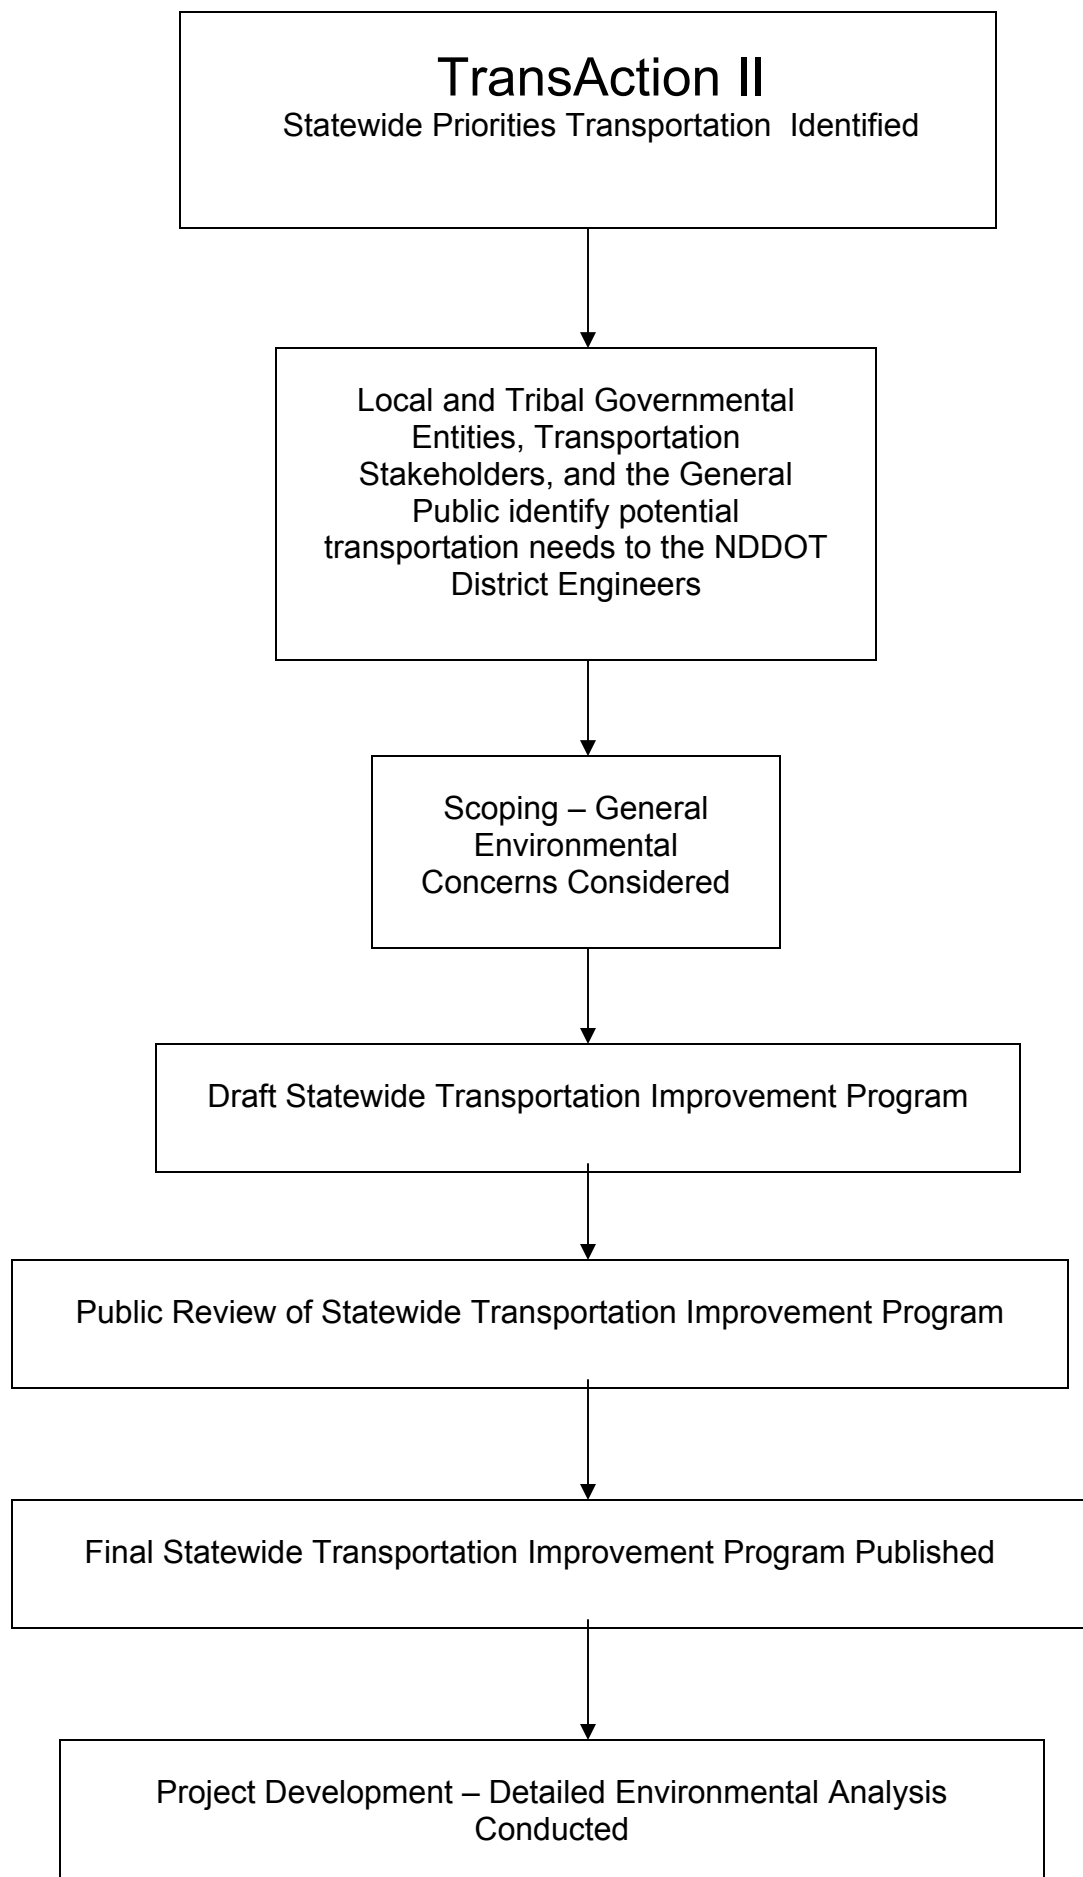 TransAction II
Statewide Priorities Transportation  Identified
Local and Tribal Governmental
Entities, Transportation
Stakeholders, and the General
Public identify potential
transportation needs to the NDDOT
District Engineers
Scoping – General
Environmental
Concerns Considered
Draft Statewide Transportation Improvement Program
Public Review of Statewide Transportation Improvement Program
Final Statewide Transportation Improvement Program Published
Project Development – Detailed Environmental Analysis
Conducted